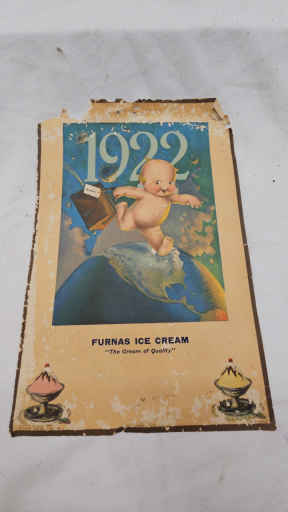 1922
FURNAS ICE CREAM
"The Cream of Quality"